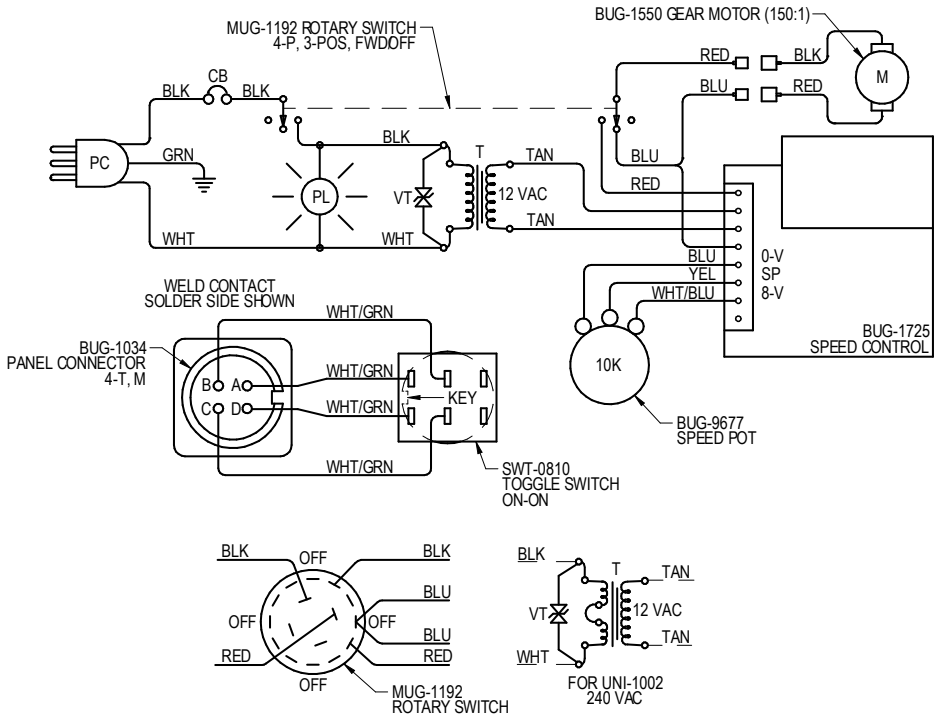 MUG-1192 ROTARY SWITCH
4-P, 3-POS, FWD/OFF
BUG-1550 GEAR MOTOR (150:1)
CB
BLK
BLK
RED
BLK
M
BLU
RED
BLK
T
TAN
BLU
PC
GRN
RED
PL
VT
12 VAC
TAN
WHT
WHT
BLU
0-V
YEL
SP
WHT/BLU
8-V
BUG-1725
SPEED CONTROL
10K
BUG-9677
SPEED POT
WELD CONTACT
SOLDER SIDE SHOWN
WHT/GRN
BUG-1034
PANEL CONNECTOR
4-T, M
B
A
WHT/GRN
KEY
C
D
WHT/GRN
WHT/GRN
SWT-0810
TOGGLE SWITCH
ON-ON
BLK
OFF
BLK
BLU
OFF
OFF
BLU
RED
RED
OFF
MUG-1192
ROTARY SWITCH
BLK
T
TAN
VT
12 VAC
TAN
WHT
FOR UNI-1002
240 VAC